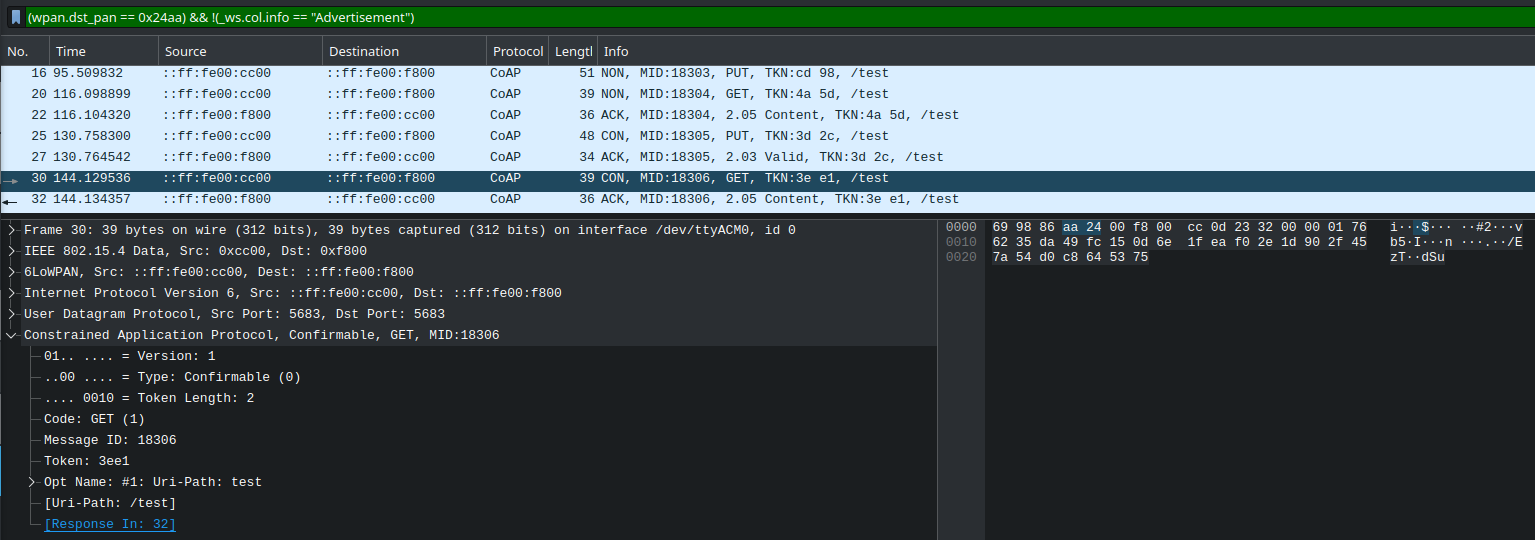 (wpan.dst_pan == 0x24aa) && !(_ws.col.info == "Advertisement")
No. Time Source Destination Protocol Lengtl Info
16 95.509832 ::ff:fe00:cc00 ::ff:fe00:f800 CoAP 51 NON, MID:18303, PUT, TKN:cd 98, /test
20 116.098899 ::ff:fe00:cc00 ::ff:fe00:f800 CoAP 39 NON, MID:18304, GET, TKN:4a 5d, /test
22 116.104320 ::ff:fe00:f800 ::ff:fe00:cc00 CoAP 36 ACK, MID:18304, 2.05 Content, TKN:4a 5d, /test
25 130.758300 ::ff:fe00:cc00 ::ff:fe00:f800 CoAP 48 CON, MID:18305, PUT, TKN:3d 2c, /test
27 130.764542 ::ff:fe00:f800 ::ff:fe00:cc00 CoAP 34 ACK, MID:18305, 2.03 Valid, TKN:3d 2c, /test
30 144.129536 ::ff:fe00:cc00 ::ff:fe00:f800 CoAP 39 CON, MID:18306, GET, TKN:3e e1, /test
32 144.134357 ::ff:fe00:f800 ::ff:fe00:cc00 CoAP 36 ACK, MID:18306, 2.05 Content, TKN:3e e1, /test
Frame 30: 39 bytes on wire (312 bits), 39 bytes captured (312 bits) on interface /dev/ttyACM0, id 0
IEEE 802.15.4 Data, Src: 0xcc00, Dst: 0xf800
6LoWPAN, Src: ::ff:fe00:cc00, Dest: ::ff:fe00:f800
Internet Protocol Version 6, Src: ::ff:fe00:cc00, Dst: ::ff:fe00:f800
User Datagram Protocol, Src Port: 5683, Dst Port: 5683
Constrained Application Protocol, Confirmable, GET, MID:18306
01.. .... = Version: 1
..00 .... = Type: Confirmable (0)
.... 0010 = Token Length: 2
Code: GET (1)
Message ID: 18306
Token: 3ee1
Opt Name: #1: Uri-Path: test
[Uri-Path: /test]
[Response In: 32]
0000 69 98 86 aa 24 00 f8 00 cc 0d 23 32 00 00 01 76 i···$··· ··#2···v
0010 62 35 da 49 fc 15 0d 6e 1f ea f0 2e 1d 90 2f 45 b5·I···n ···.··/E
0020 7a 54 d0 c8 64 53 75 zT··dSu